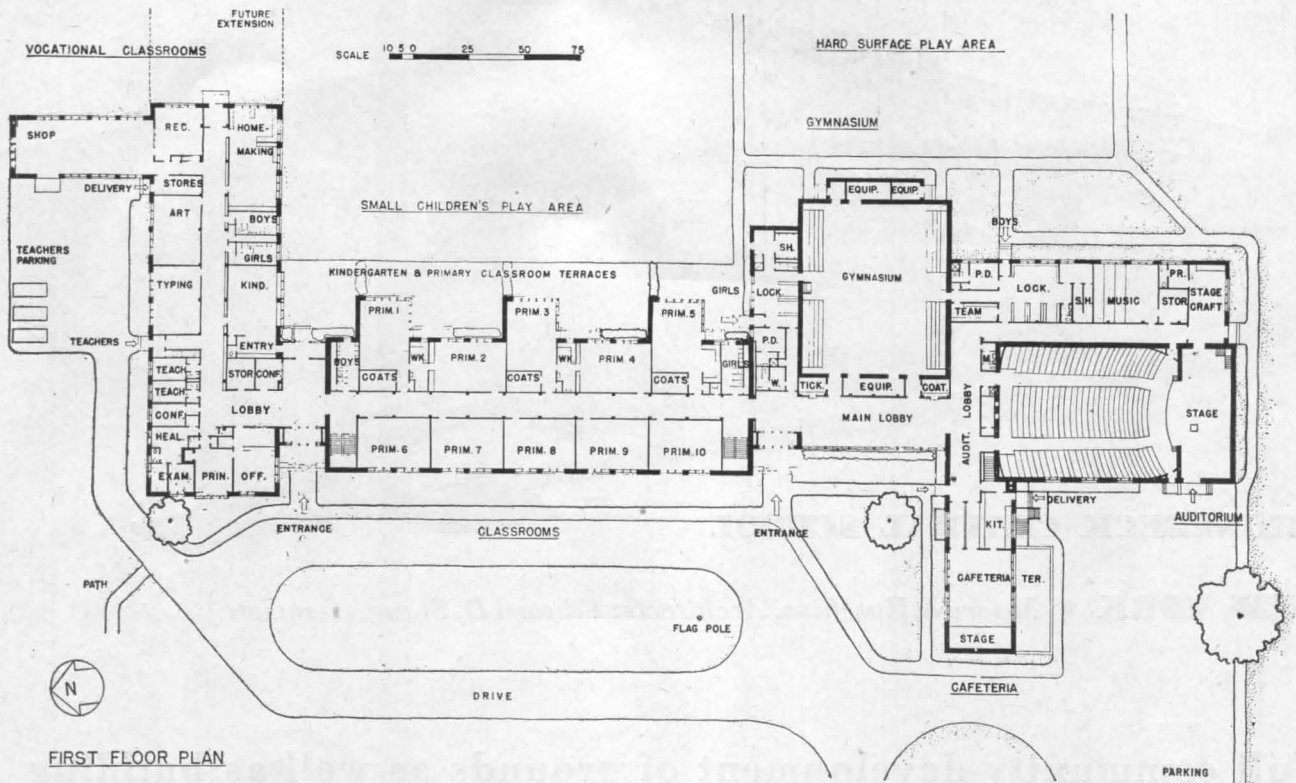 FUTURE
EXTENSION
VOCATIONAL CLASSROOMS
SCALE 10 5 0 25 50 75
HARD SURFACE PLAY AREA
SHOP
REC.
HOME-
MAKING
GYMNASIUM
DELIVERY
STORES
EQUIP. EQUIP.
ART
SMALL CHILDREN'S PLAY AREA
BOYS
BOYS
GIRLS
TEACHERS
PARKING
TYPING
KIND.
KINDERGARTEN & PRIMARY CLASSROOM TERRACES
SH.
GYMNASIUM
P.D.
LOCK.
SH.
MUSIC
PR.
STOR
STAGE
CRAFT
GIRLS
LOCK.
TEAM
PRIM.1
PRIM.3
PRIM.5
TEACHERS
ENTRY
P.D.
BOYS
WK.
PRIM.2
WK.
PRIM.4
GIRLS
M.
TEACH.
TEACH.
STOR
CONF.
COATS
COATS
COATS
W.
TICK.
EQUIP.
COAT.
CONF.
LOBBY
MAIN LOBBY
AUDIT. LOBBY
STAGE
HEAL.
EXAM.
PRIN.
OFF.
PRIM.6
PRIM.7
PRIM.8
PRIM.9
PRIM.10
ENTRANCE
CLASSROOMS
ENTRANCE
DELIVERY
KIT.
AUDITORIUM
PATH
CAFETERIA
TER.
FLAG POLE
STAGE
N
DRIVE
CAFETERIA
FIRST FLOOR PLAN
PARKING